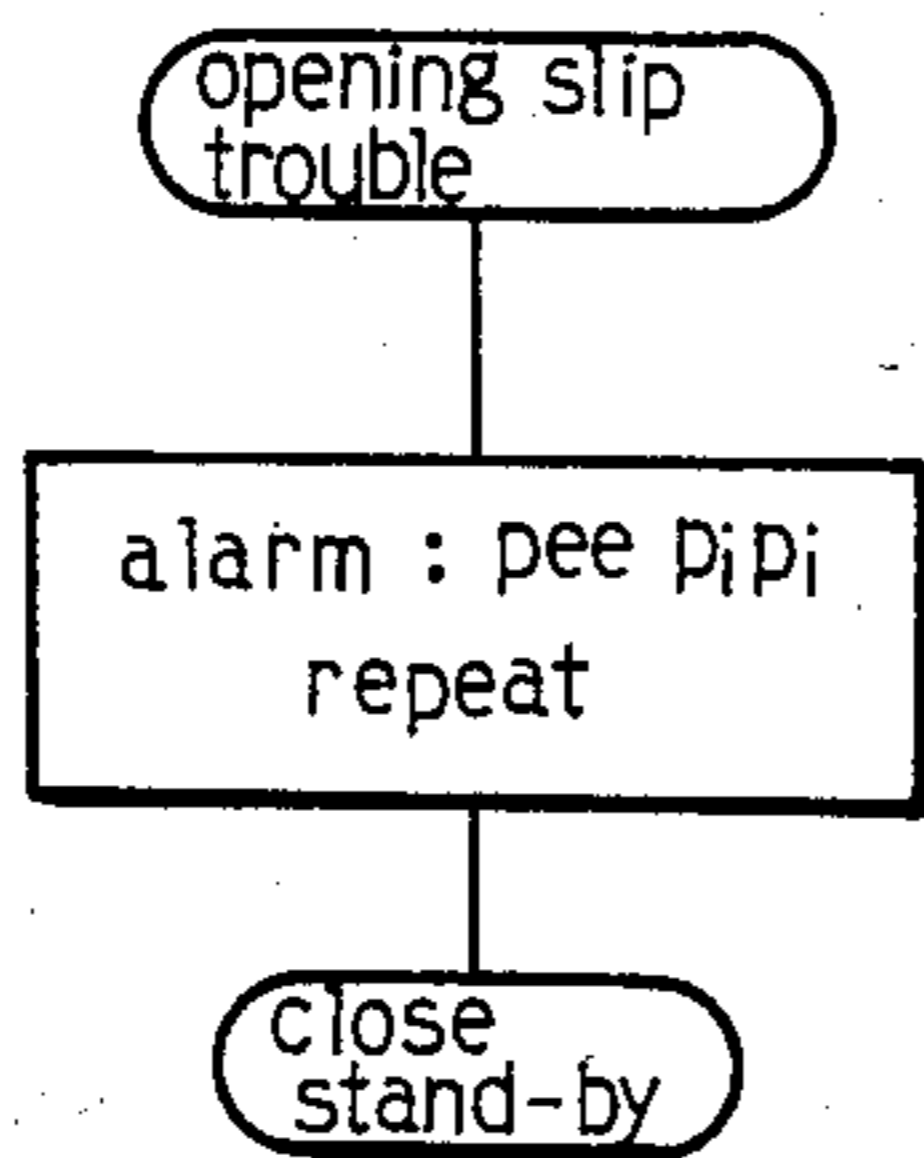 opening slip
trouble
alarm : pee pipi
repeat
close
stand-by